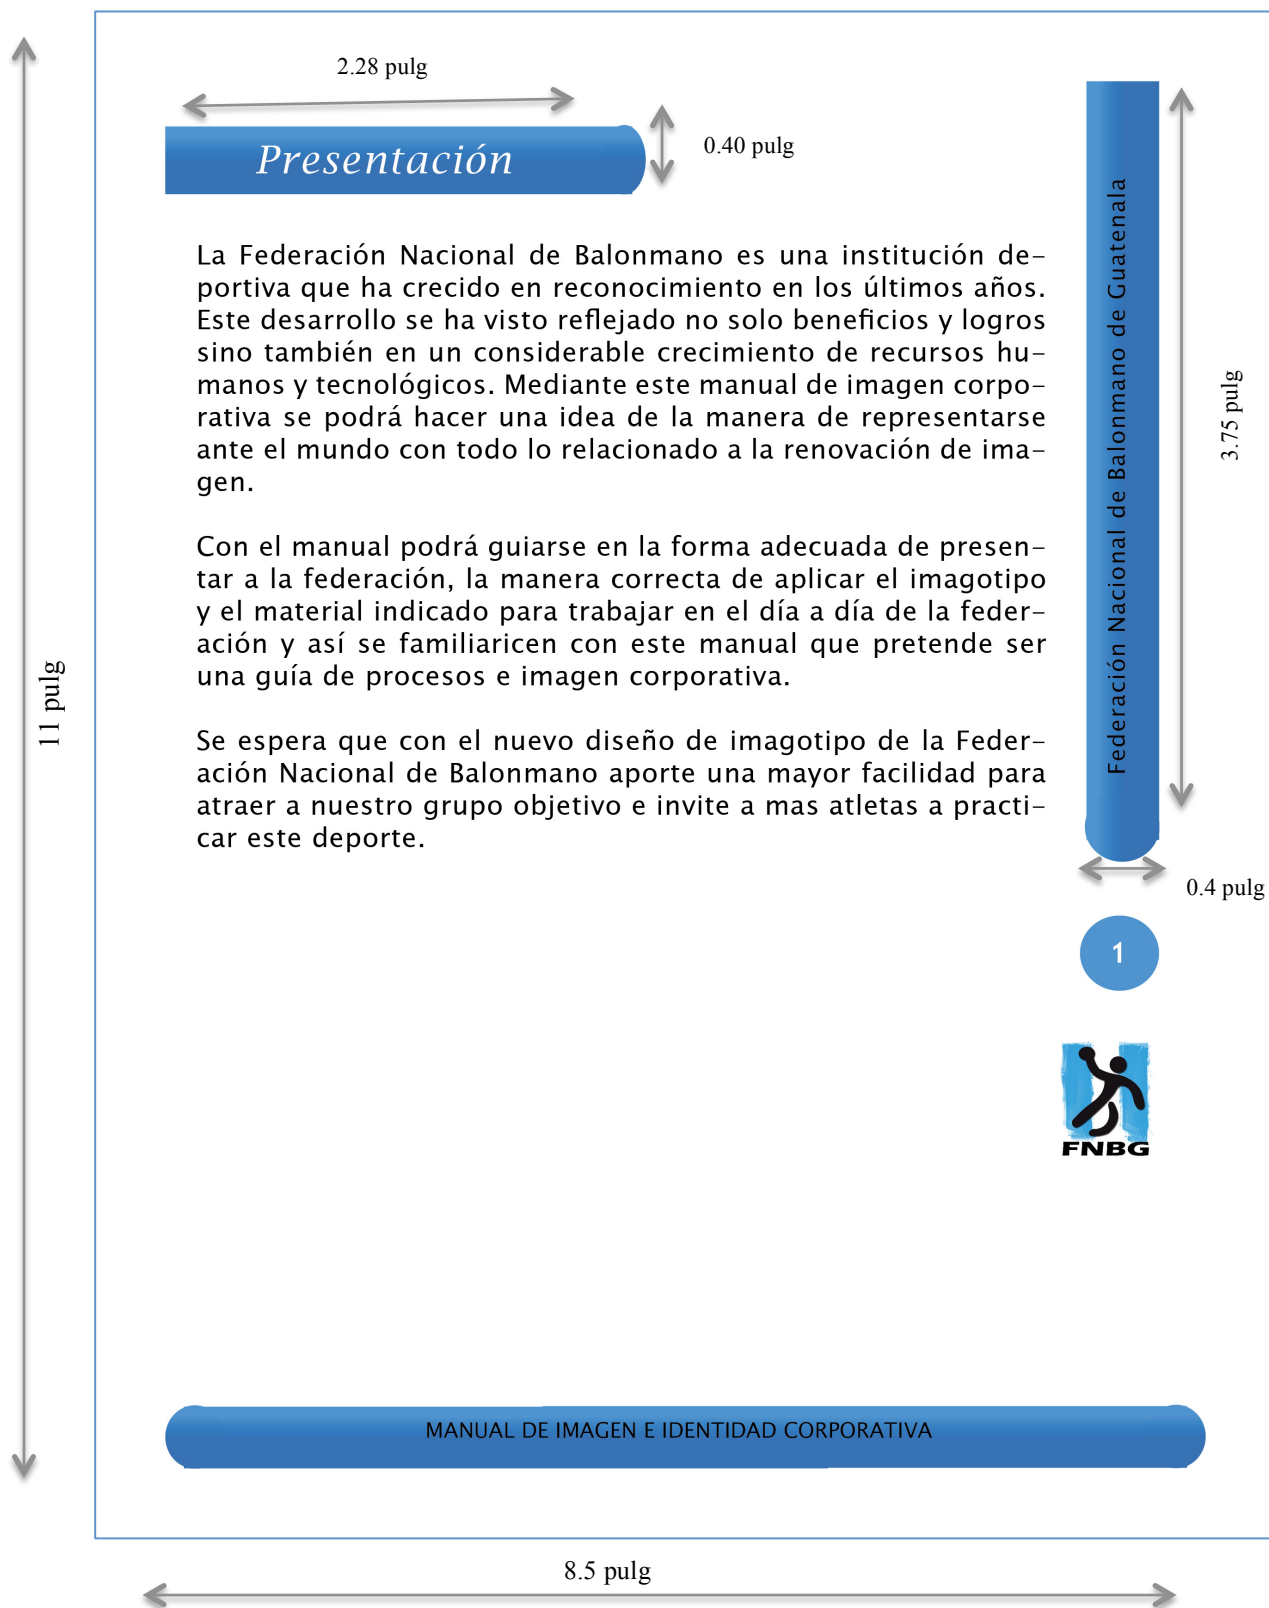 2.28 pulg
0.40 pulg
Presentación
La Federación Nacional de Balonmano es una institución de-
portiva que ha crecido en reconocimiento en los últimos años.
Este desarrollo se ha visto reflejado no solo beneficios y logros
sino también en un considerable crecimiento de recursos hu-
manos y tecnológicos. Mediante este manual de imagen corpo-
rativa se podrá hacer una idea de la manera de representarse
ante el mundo con todo lo relacionado a la renovación de ima-
gen.
Con el manual podrá guiarse en la forma adecuada de presen-
tar a la federación, la manera correcta de aplicar el imagotipo
y el material indicado para trabajar en el día a día de la feder-
ación y así se familiaricen con este manual que pretende ser
una guía de procesos e imagen corporativa.
Se espera que con el nuevo diseño de imagotipo de la Feder-
ación Nacional de Balonmano aporte una mayor facilidad para
atraer a nuestro grupo objetivo e invite a mas atletas a practi-
car este deporte.
Federación Nacional de Balonmano de Guatenala
3.75 pulg
0.4 pulg
11 pulg
1
FNBG
MANUAL DE IMAGEN E IDENTIDAD CORPORATIVA
8.5 pulg